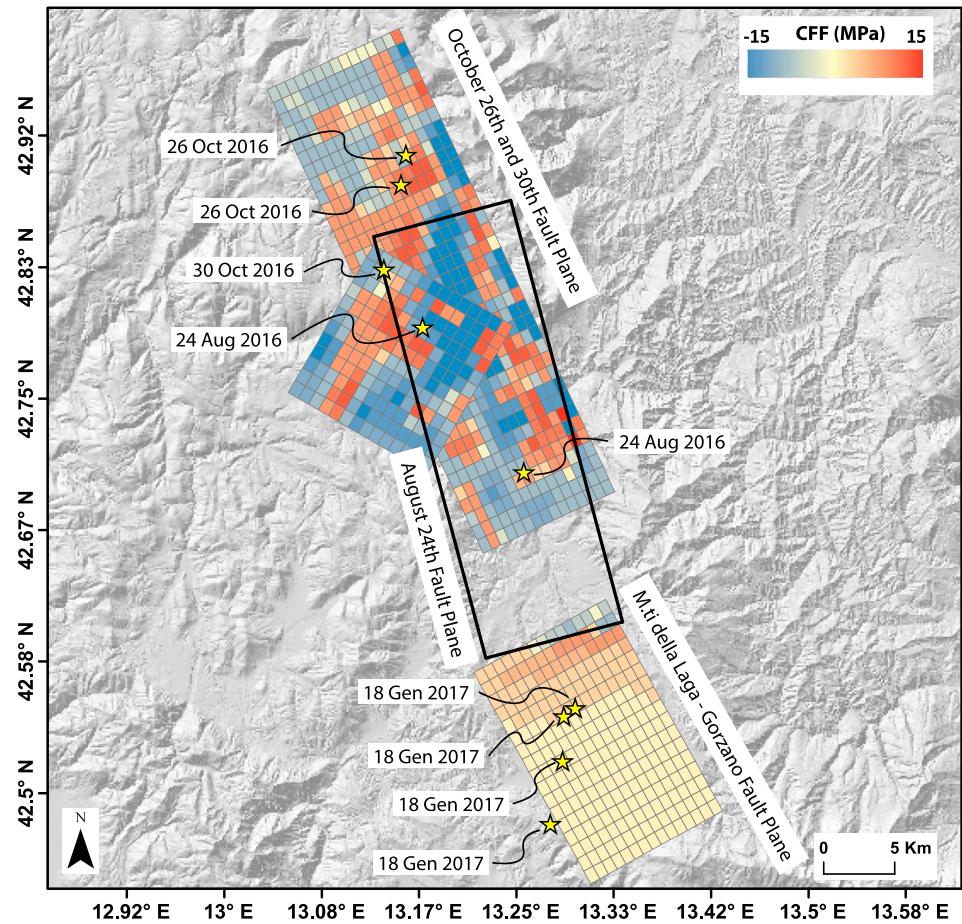 CFF (MPa)
-15 15
October 26th and 30th Fault Plane
26 Oct 2016
26 Oct 2016
30 Oct 2016
24 Aug 2016
24 Aug 2016
August 24th Fault Plane
M.ti della Laga - Gorzano Fault Plane
18 Gen 2017
18 Gen 2017
18 Gen 2017
18 Gen 2017
N
0 5 Km
42.92° N
42.83° N
42.75° N
42.67° N
42.58° N
42.5° N
12.92° E 13° E 13.08° E 13.17° E 13.25° E 13.33° E 13.42° E 13.5° E 13.58° E